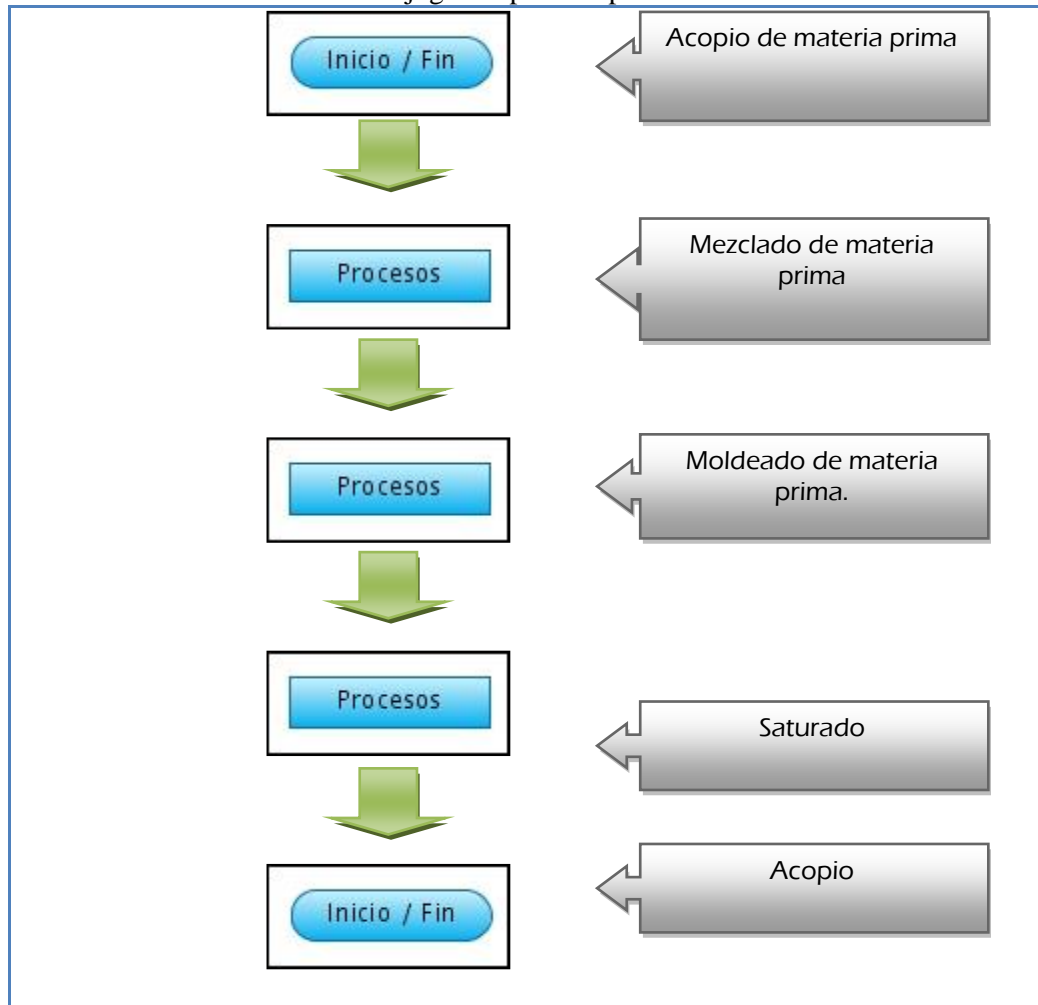 Inicio / Fin
Acopio de materia prima
Procesos
Mezclado de materia
prima
Procesos
Moldeado de materia
prima.
Procesos
Saturado
Inicio / Fin
Acopio